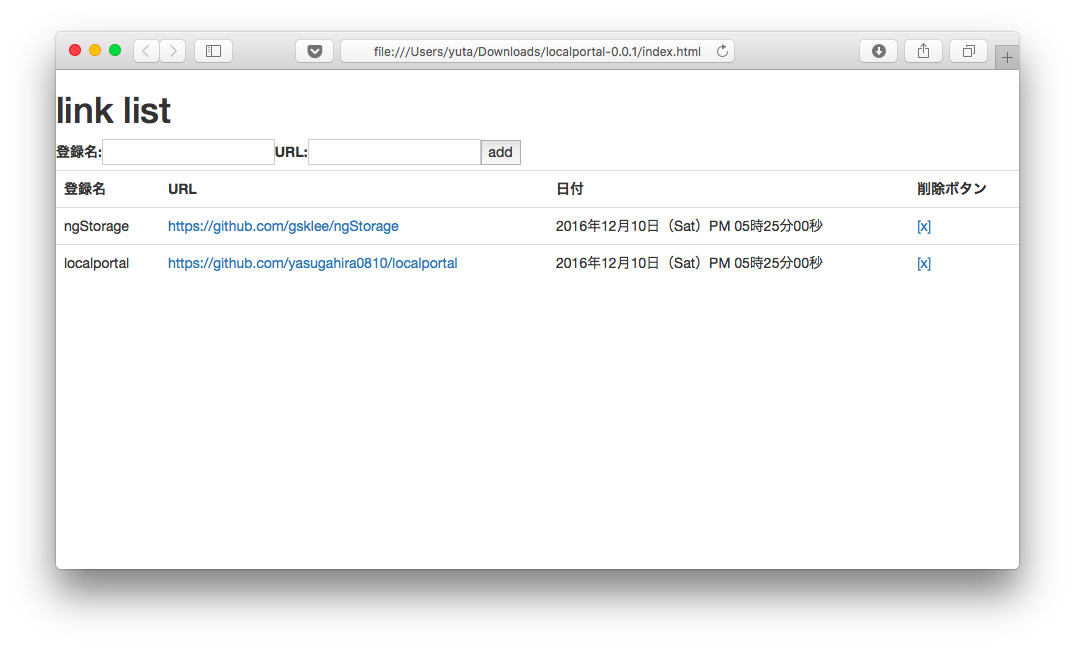 file:///Users/yuta/Downloads/localportal-0.0.1/index.html
link list
登録名: URL: add
登録名 URL 日付 削除ボタン
ngStorage https://github.com/gsklee/ngStorage 2016年12月10日（Sat）PM 05時25分00秒 [x]
localportal https://github.com/yasugahira0810/localportal 2016年12月10日（Sat）PM 05時25分00秒 [x]